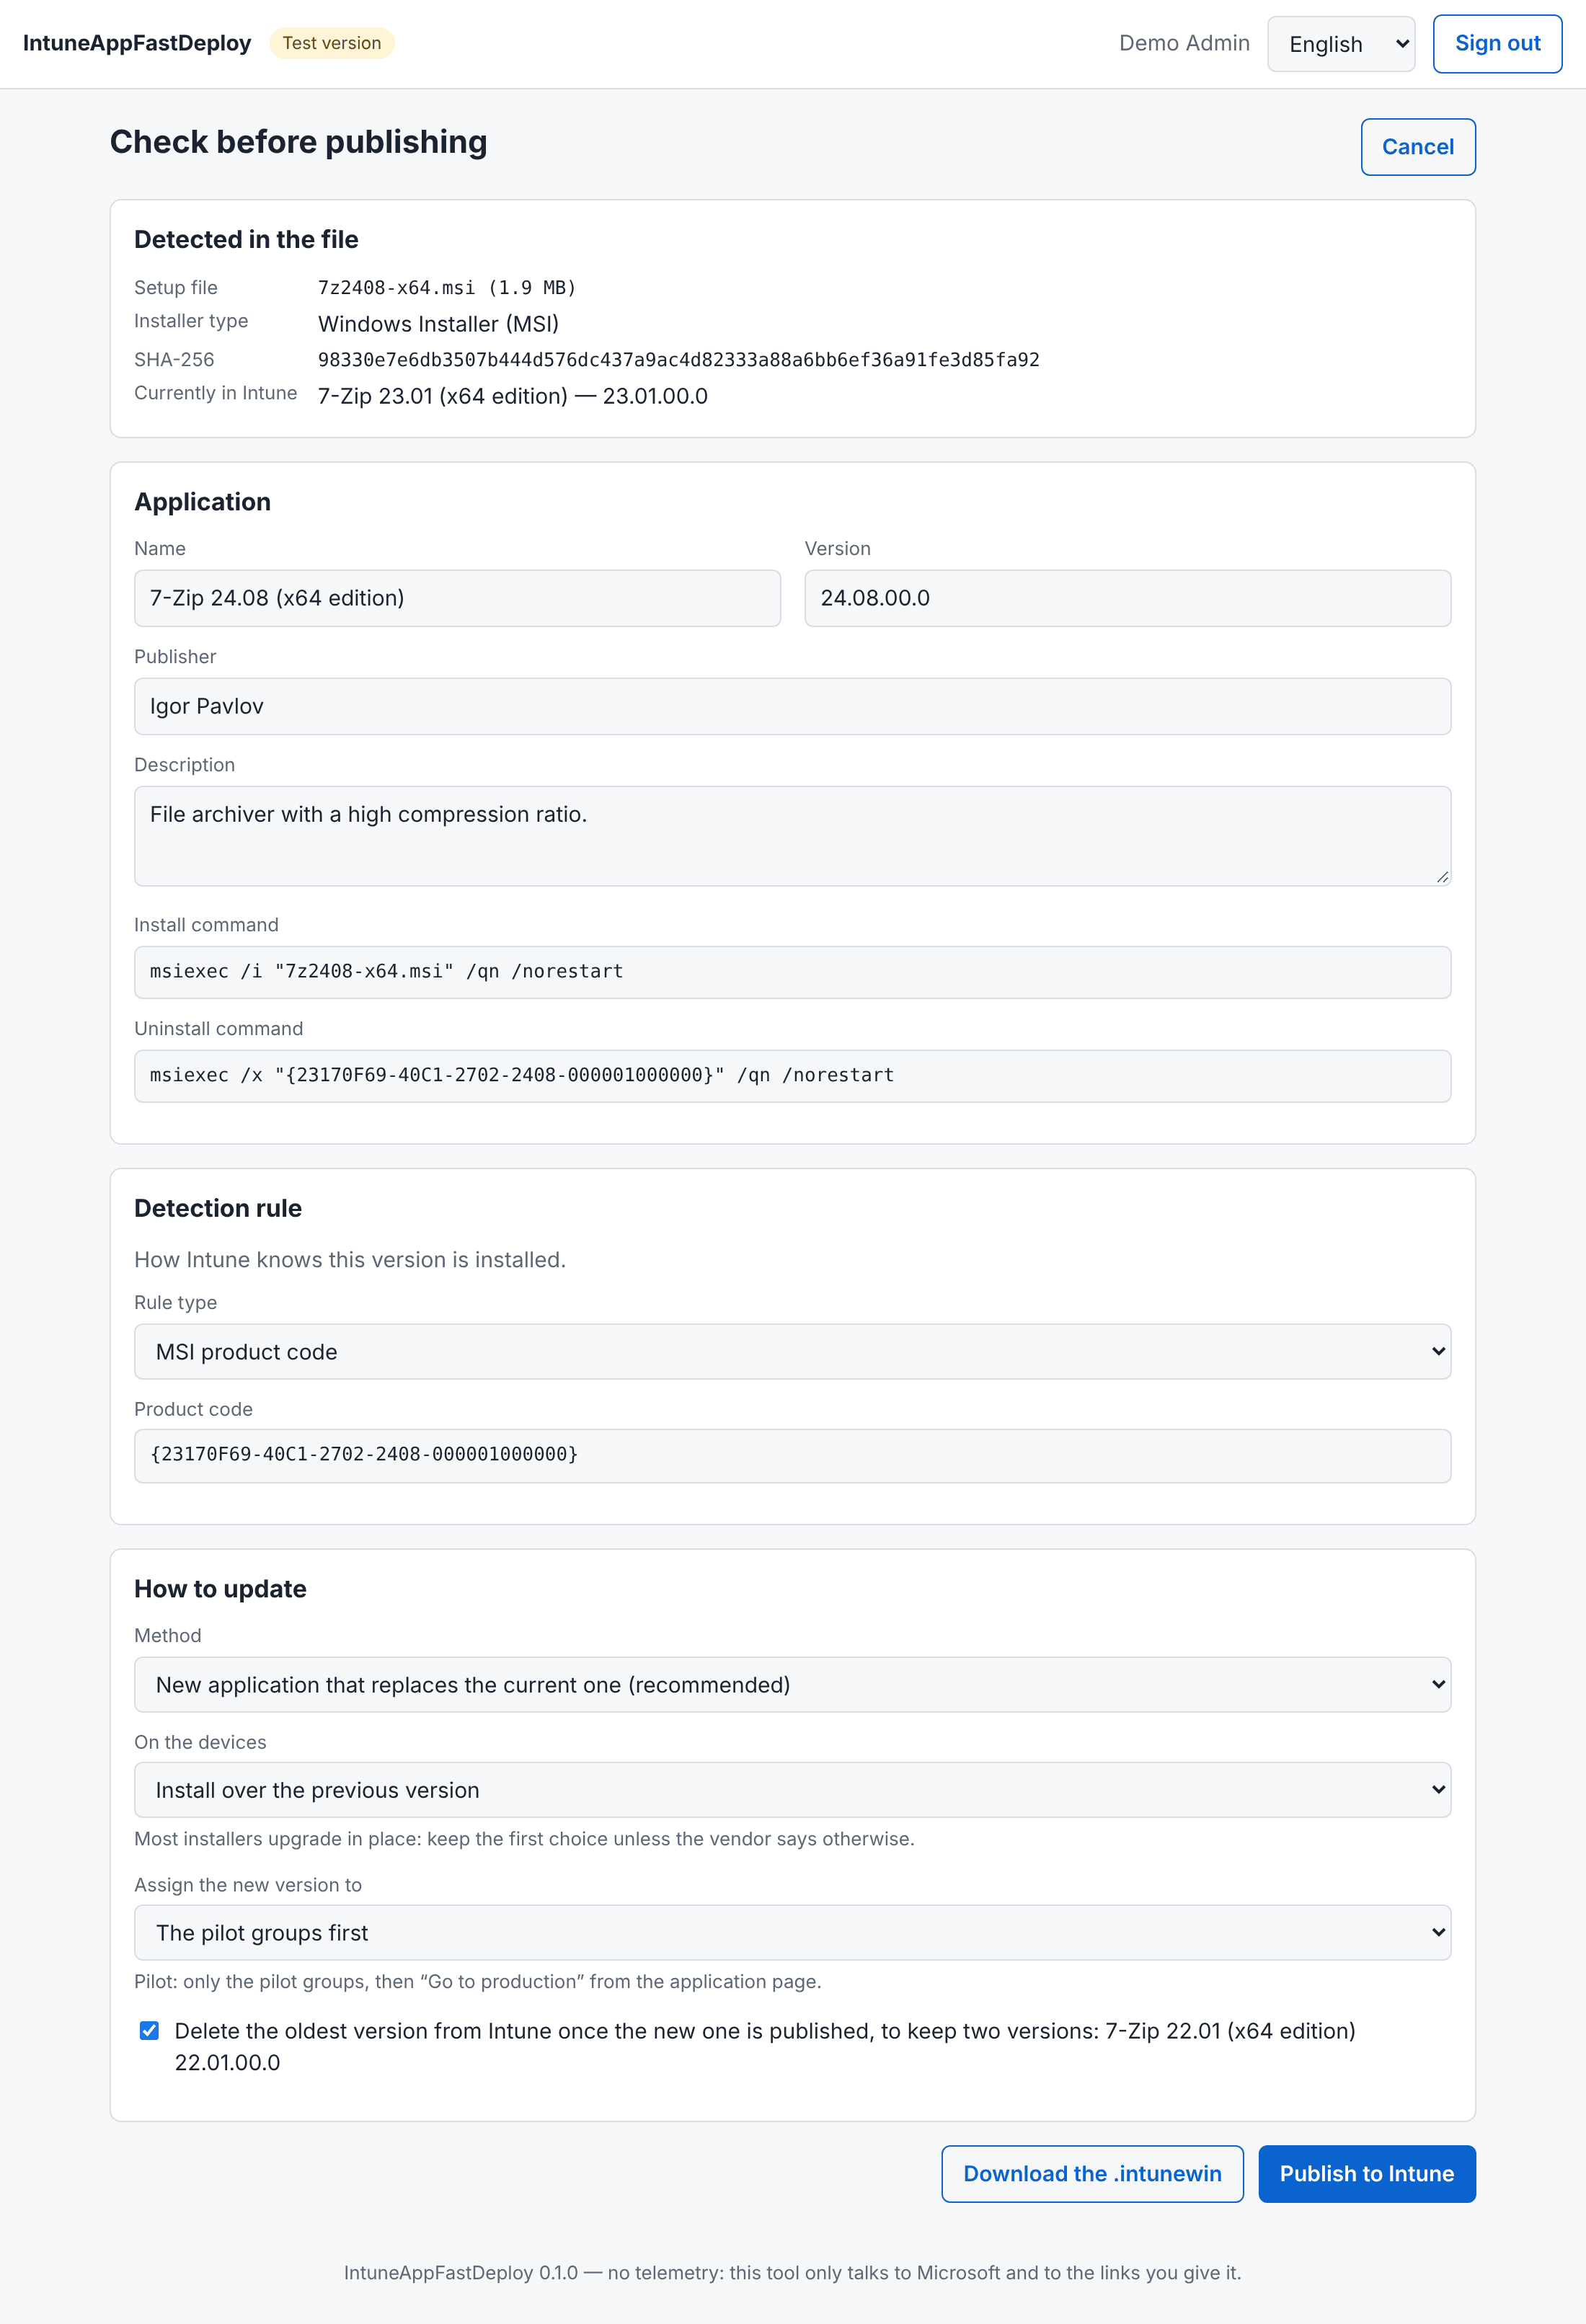 IntuneAppFastDeploy
Test version
Demo Admin
English
Sign out
Check before publishing
Cancel
Detected in the file
Setup file 7z2408-x64.msi (1.9 MB)
Installer type Windows Installer (MSI)
SHA-256 98330e7e6db3507b444d576dc437a9ac4d82333a88a6bb6ef36a91fe3d85fa92
Currently in Intune 7-Zip 23.01 (x64 edition) — 23.01.00.0
Application
Name
7-Zip 24.08 (x64 edition)
Version
24.08.00.0
Publisher
Igor Pavlov
Description
File archiver with a high compression ratio.
Install command
msiexec /i "7z2408-x64.msi" /qn /norestart
Uninstall command
msiexec /x "{23170F69-40C1-2702-2408-000001000000}" /qn /norestart
Detection rule
How Intune knows this version is installed.
Rule type
MSI product code
Product code
{23170F69-40C1-2702-2408-000001000000}
How to update
Method
New application that replaces the current one (recommended)
On the devices
Install over the previous version
Most installers upgrade in place: keep the first choice unless the vendor says otherwise.
Assign the new version to
The pilot groups first
Pilot: only the pilot groups, then “Go to production” from the application page.
Delete the oldest version from Intune once the new one is published, to keep two versions: 7-Zip 22.01 (x64 edition)
22.01.00.0
Download the .intunewin
Publish to Intune
IntuneAppFastDeploy 0.1.0 — no telemetry: this tool only talks to Microsoft and to the links you give it.